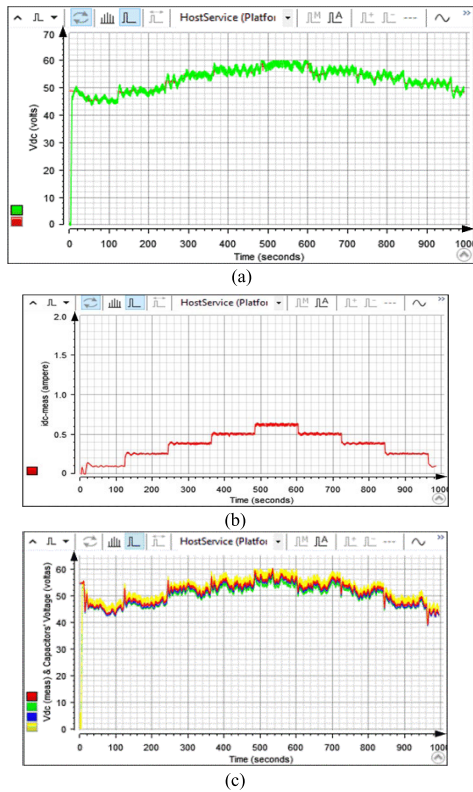 HostService (Platfor
M
A
»
Vdc (volts)
70
60
50
40
30
20
10
0
0 100 200 300 400 500 600 700 800 900 1000
Time (seconds)
(a)
HostService (Platfor
M
A
»
idc-meas (ampere)
2.0
1.5
1.0
0.5
0
0 100 200 300 400 500 600 700 800 900 1000
Time (seconds)
(b)
HostService (Platfor
M
A
»
Vdc (meas) & Capacitors' Voltage (voltas)
60
50
40
30
20
10
0
0 100 200 300 400 500 600 700 800 900 1000
Time (seconds)
(c)